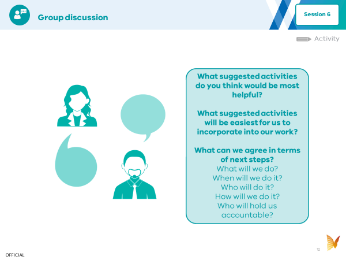 Group discussion
Session 6
Activity
What suggested activities
do you think would be most
helpful?
What suggested activities
will be easiest for us to
incorporate into our work?
What can we agree in terms
of next steps?
What will we do?
When will we do it?
Who will do it?
How will we do it?
Who will hold us
accountable?
OFFICIAL